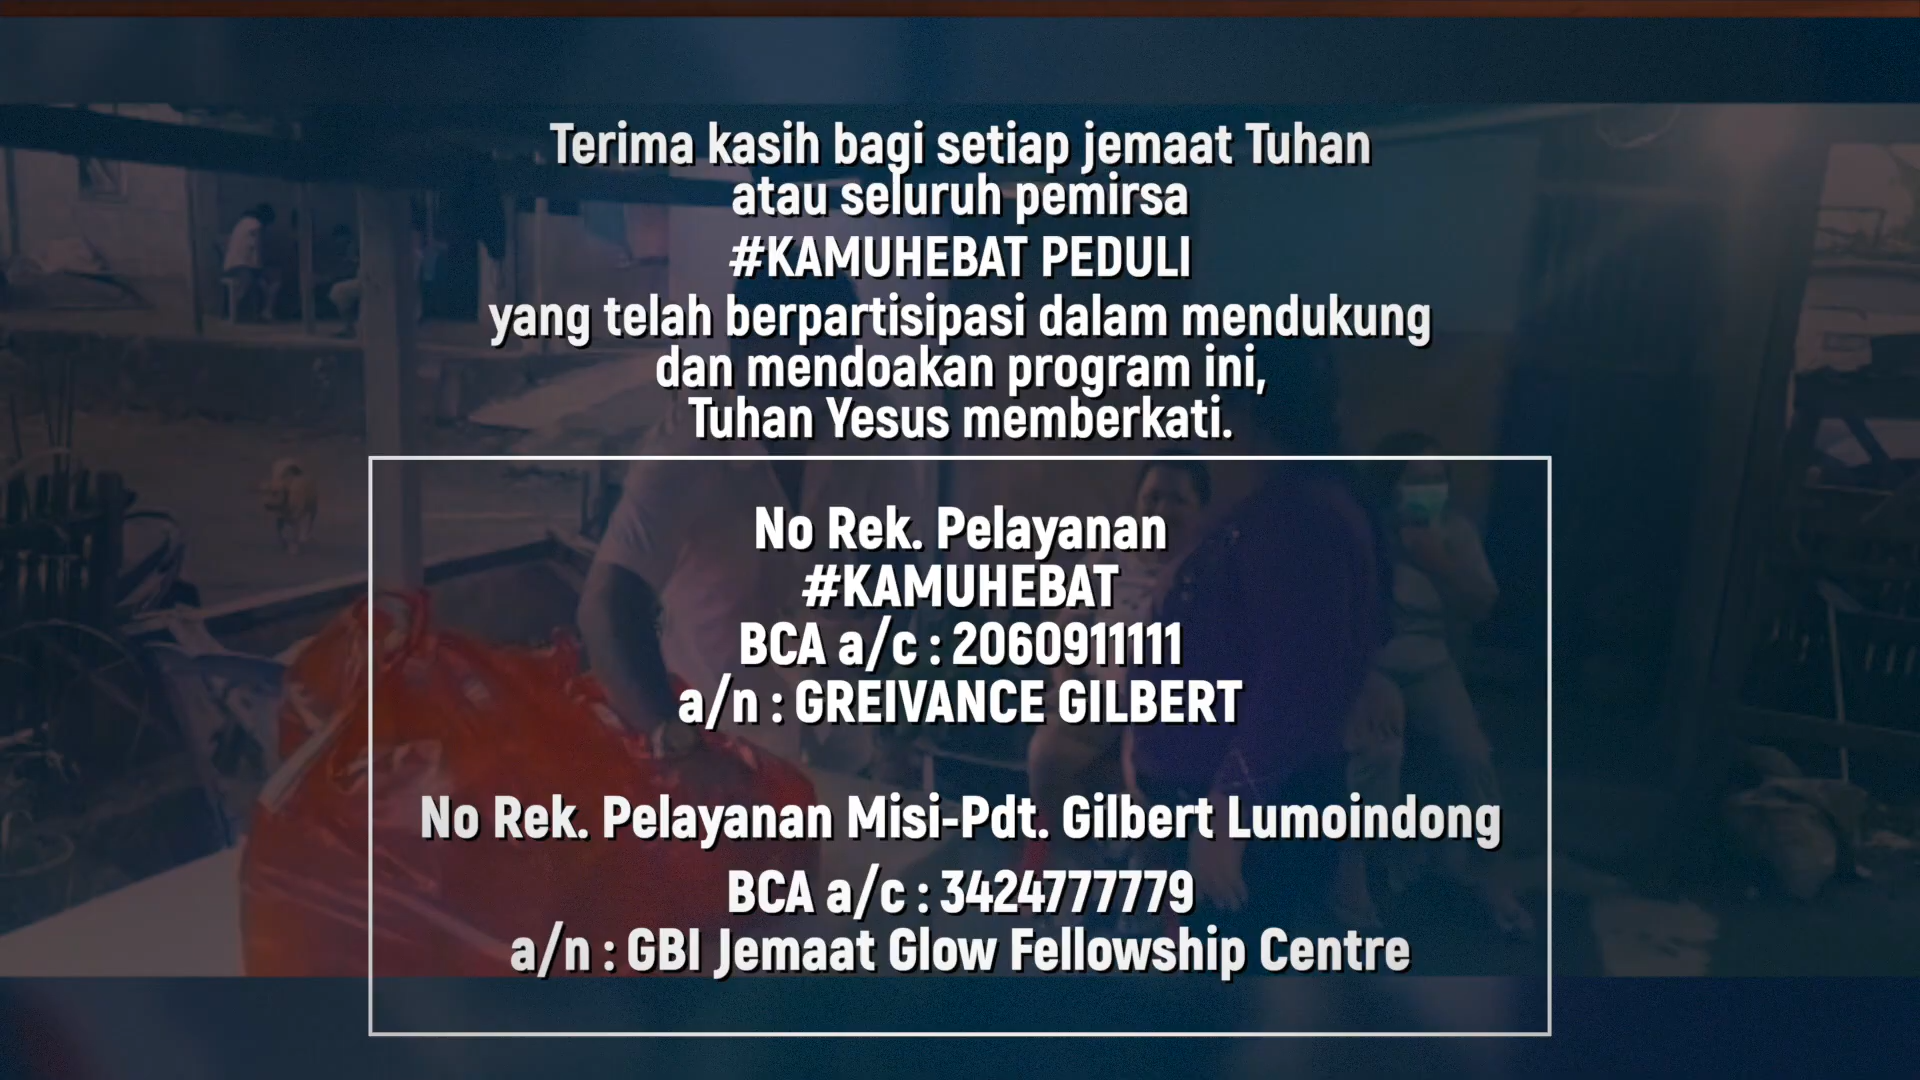 Terima kasih bagi setiap jemaat Tuhan
atau seluruh pemirsa
#KAMUHEBAT PEDULI
yang telah berpartisipasi dalam mendukung
dan mendoakan program ini,
Tuhan Yesus memberkati.
No Rek. Pelayanan
#KAMUHEBAT
BCA a/c : 2060911111
a/n : GREIVANCE GILBERT
No Rek. Pelayanan Misi-Pdt. Gilbert Lumoindong
BCA a/c : 3424777779
a/n : GBI Jemaat Glow Fellowship Centre